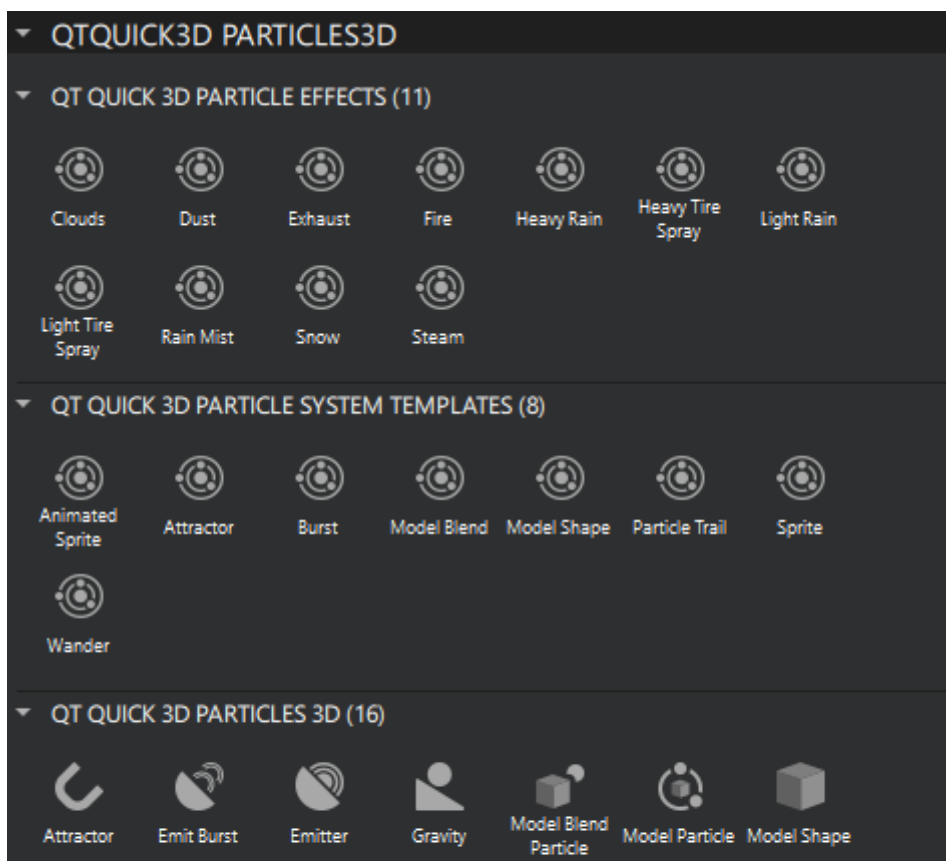 QTQUICK3D PARTICLES3D
QT QUICK 3D PARTICLE EFFECTS (11)
Clouds
Dust
Exhaust
Fire
Heavy Rain
Heavy Tire
Spray
Light Rain
Light Tire
Spray
Rain Mist
Snow
Steam
QT QUICK 3D PARTICLE SYSTEM TEMPLATES (8)
Animated
Sprite
Attractor
Burst
Model Blend
Model Shape
Particle Trail
Sprite
Wander
QT QUICK 3D PARTICLES 3D (16)
Attractor
Emit Burst
Emitter
Gravity
Model Blend
Particle
Model Particle
Model Shape